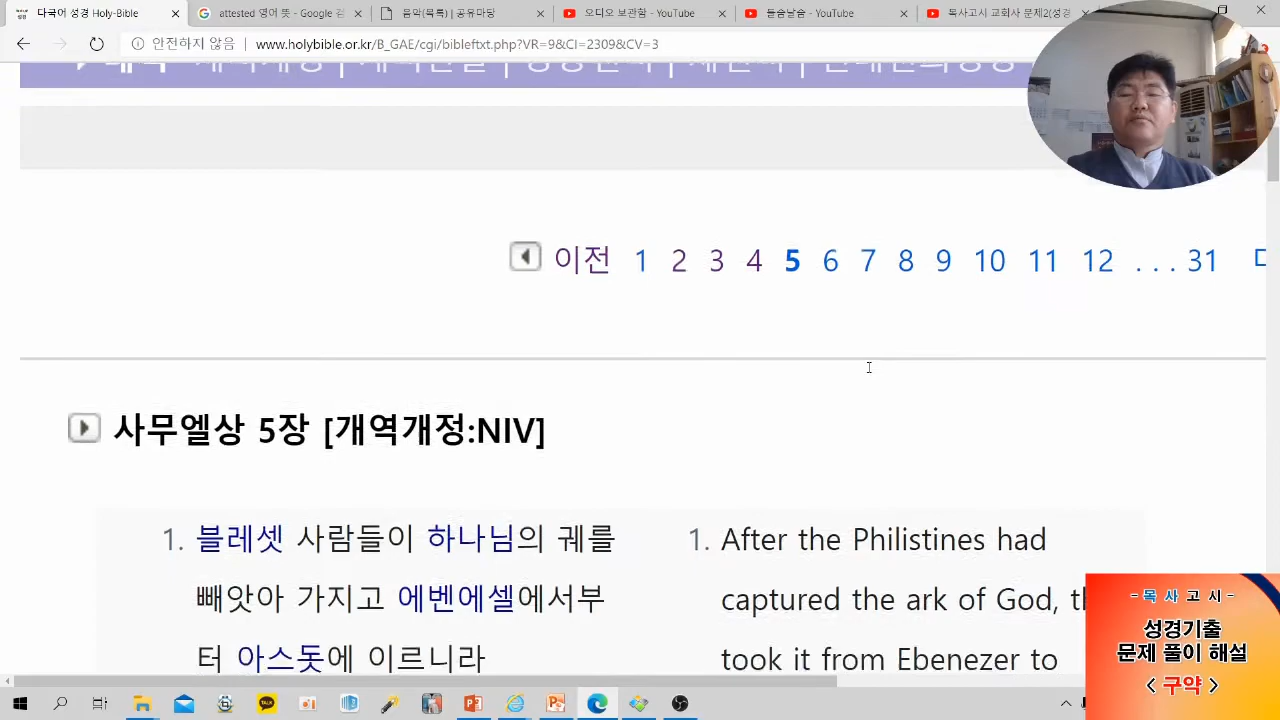 다국어 성경 Holy-Bible
attested 영어 뜻 - Google 검
음악(목록) | 공유마당
오디오 보관함 - YouTube
돌숨날숨 - YouTube
목사고시 교회사 문제2(성경
안전하지 않음 www.holybible.or.kr/B_GAE/cgi/bibleftxt.php?VR=9&CI=2309&CV=3
이전 1 2 3 4 5 6 7 8 9 10 11 12 . . . 31
사무엘상 5장 [개역개정:NIV]
1. 블레셋 사람들이 하나님의 궤를
빼앗아 가지고 에벤에셀에서부
터 아스돗에 이르니라
1. After the Philistines had
captured the ark of God,
took it from Ebenezer to
- 목 사 고 시 -
성경기출
문제 풀이 해설
< 구약 >